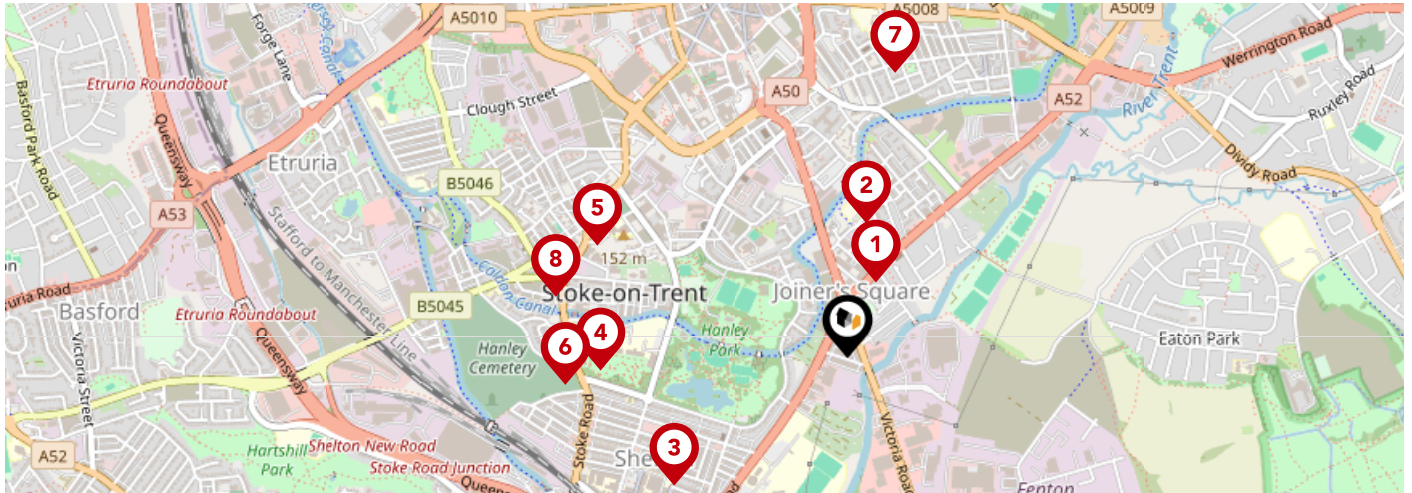 A5010
A5008
A5009
7
Forge Lane
Werrington Road
Etruria Roundabout
A50
Clough Street
A52
River Trent
Ruxley Road
Basford Park Road
Queensway
Etruria
Dividy Road
B5046
2
A53
5
1
Stafford to Manchester Line
152 m
8
Caldon Canal
Stoke-on-Trent
Joiner's Square
Road
Basford
B5045
Etruria Roundabout
Hanley
Park
4
6
Hanley
Cemetery
Eaton Park
Victoria Street
Queensway
Stoke Road
Victoria Road
3
Hartshill
Park
Shelton New Road
A52
Stoke Road Junction
She
Fenton